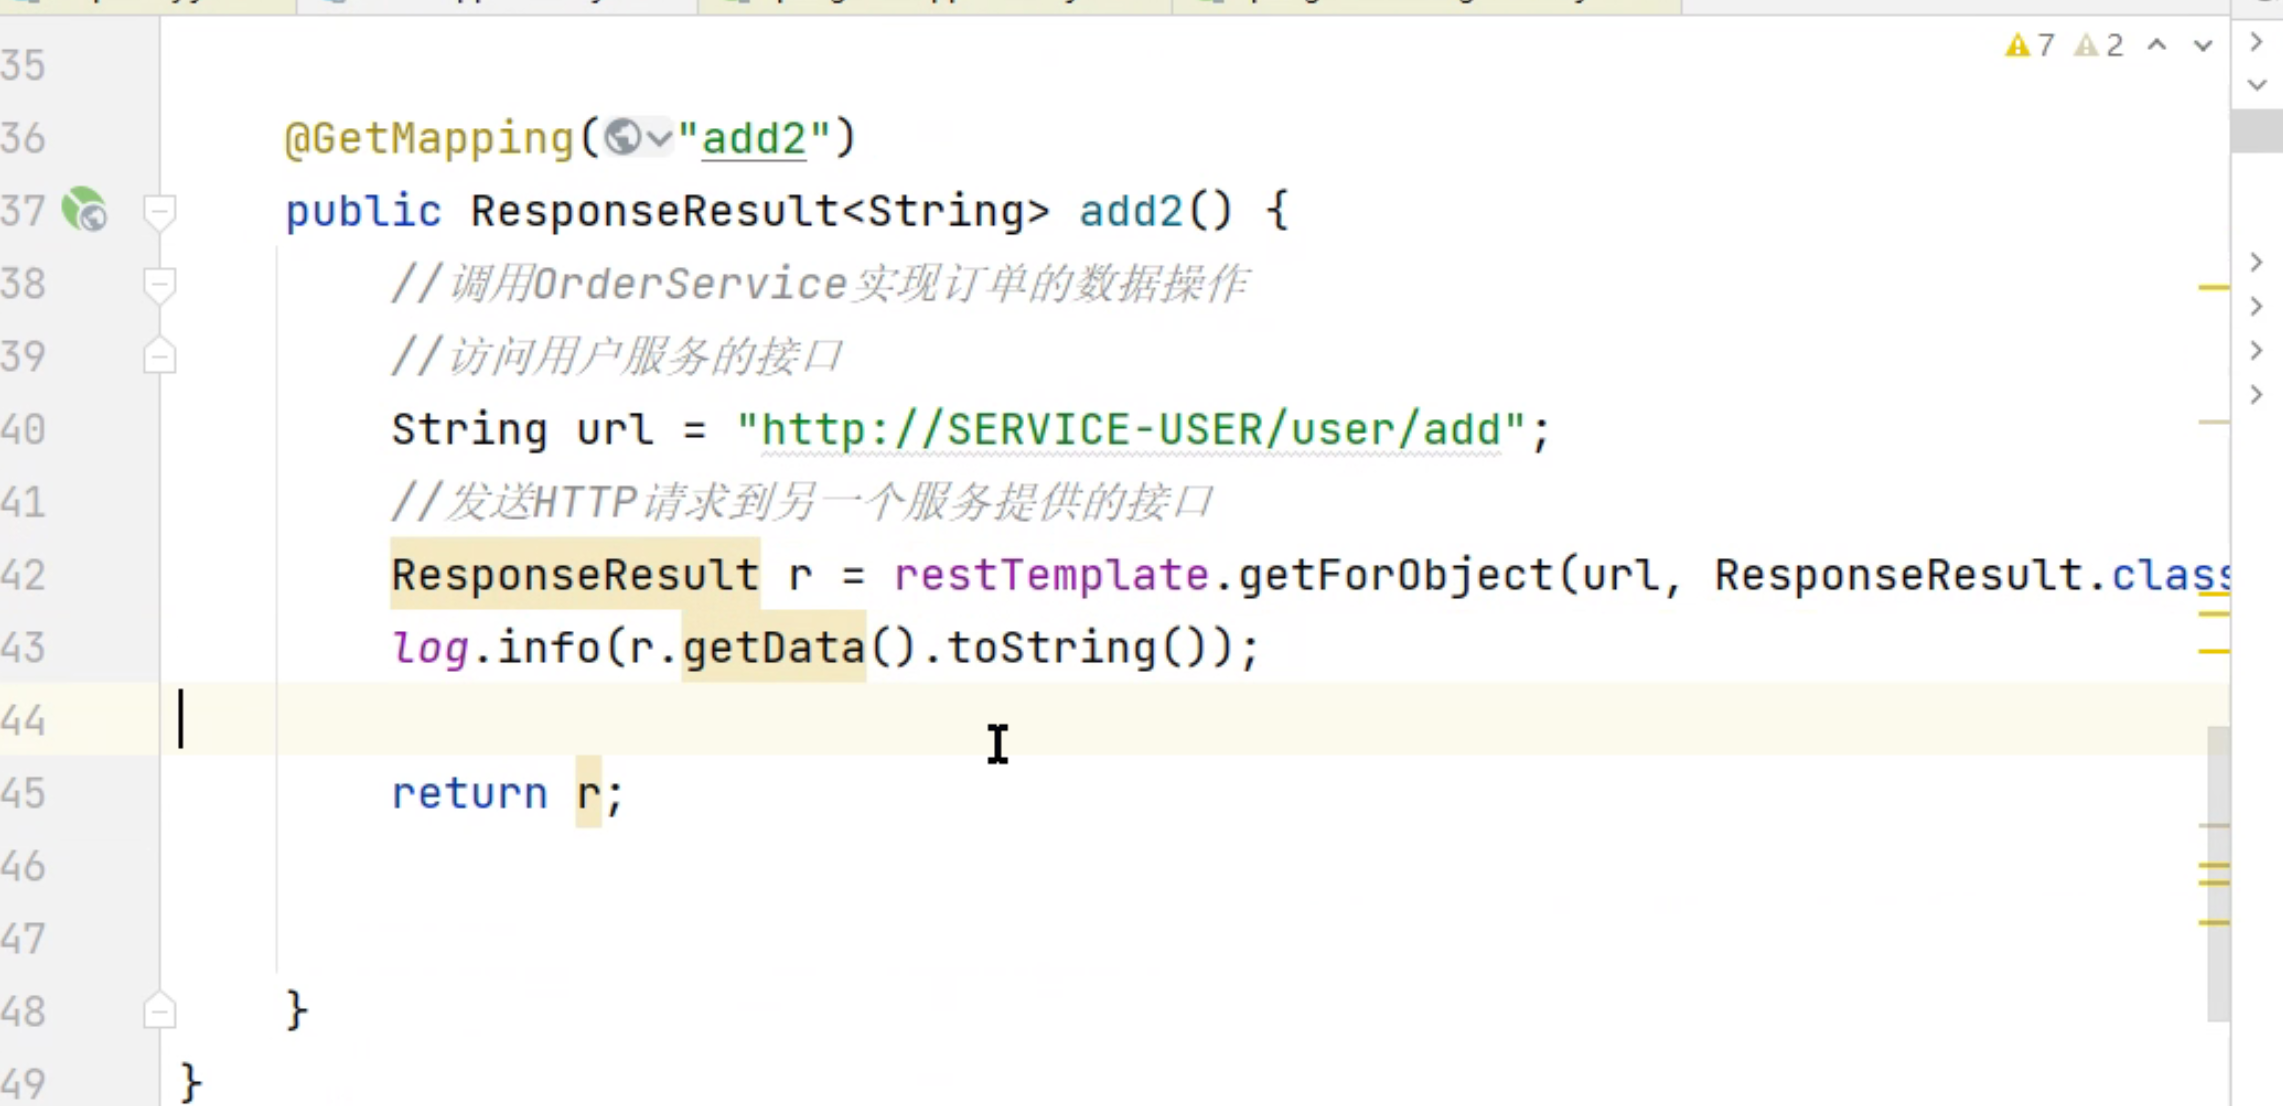 7 2
35
36 @GetMapping("add2")
37 public ResponseResult<String> add2() {
38 //调用OrderService实现订单的数据操作
39 //访问用户服务的接口
40 String url = "http://SERVICE-USER/user/add";
41 //发送HTTP请求到另一个服务提供的接口
42 ResponseResult r = restTemplate.getForObject(url, ResponseResult.class
43 log.info(r.getData().toString());
44
45 return r;
46
47
48 }
49 }